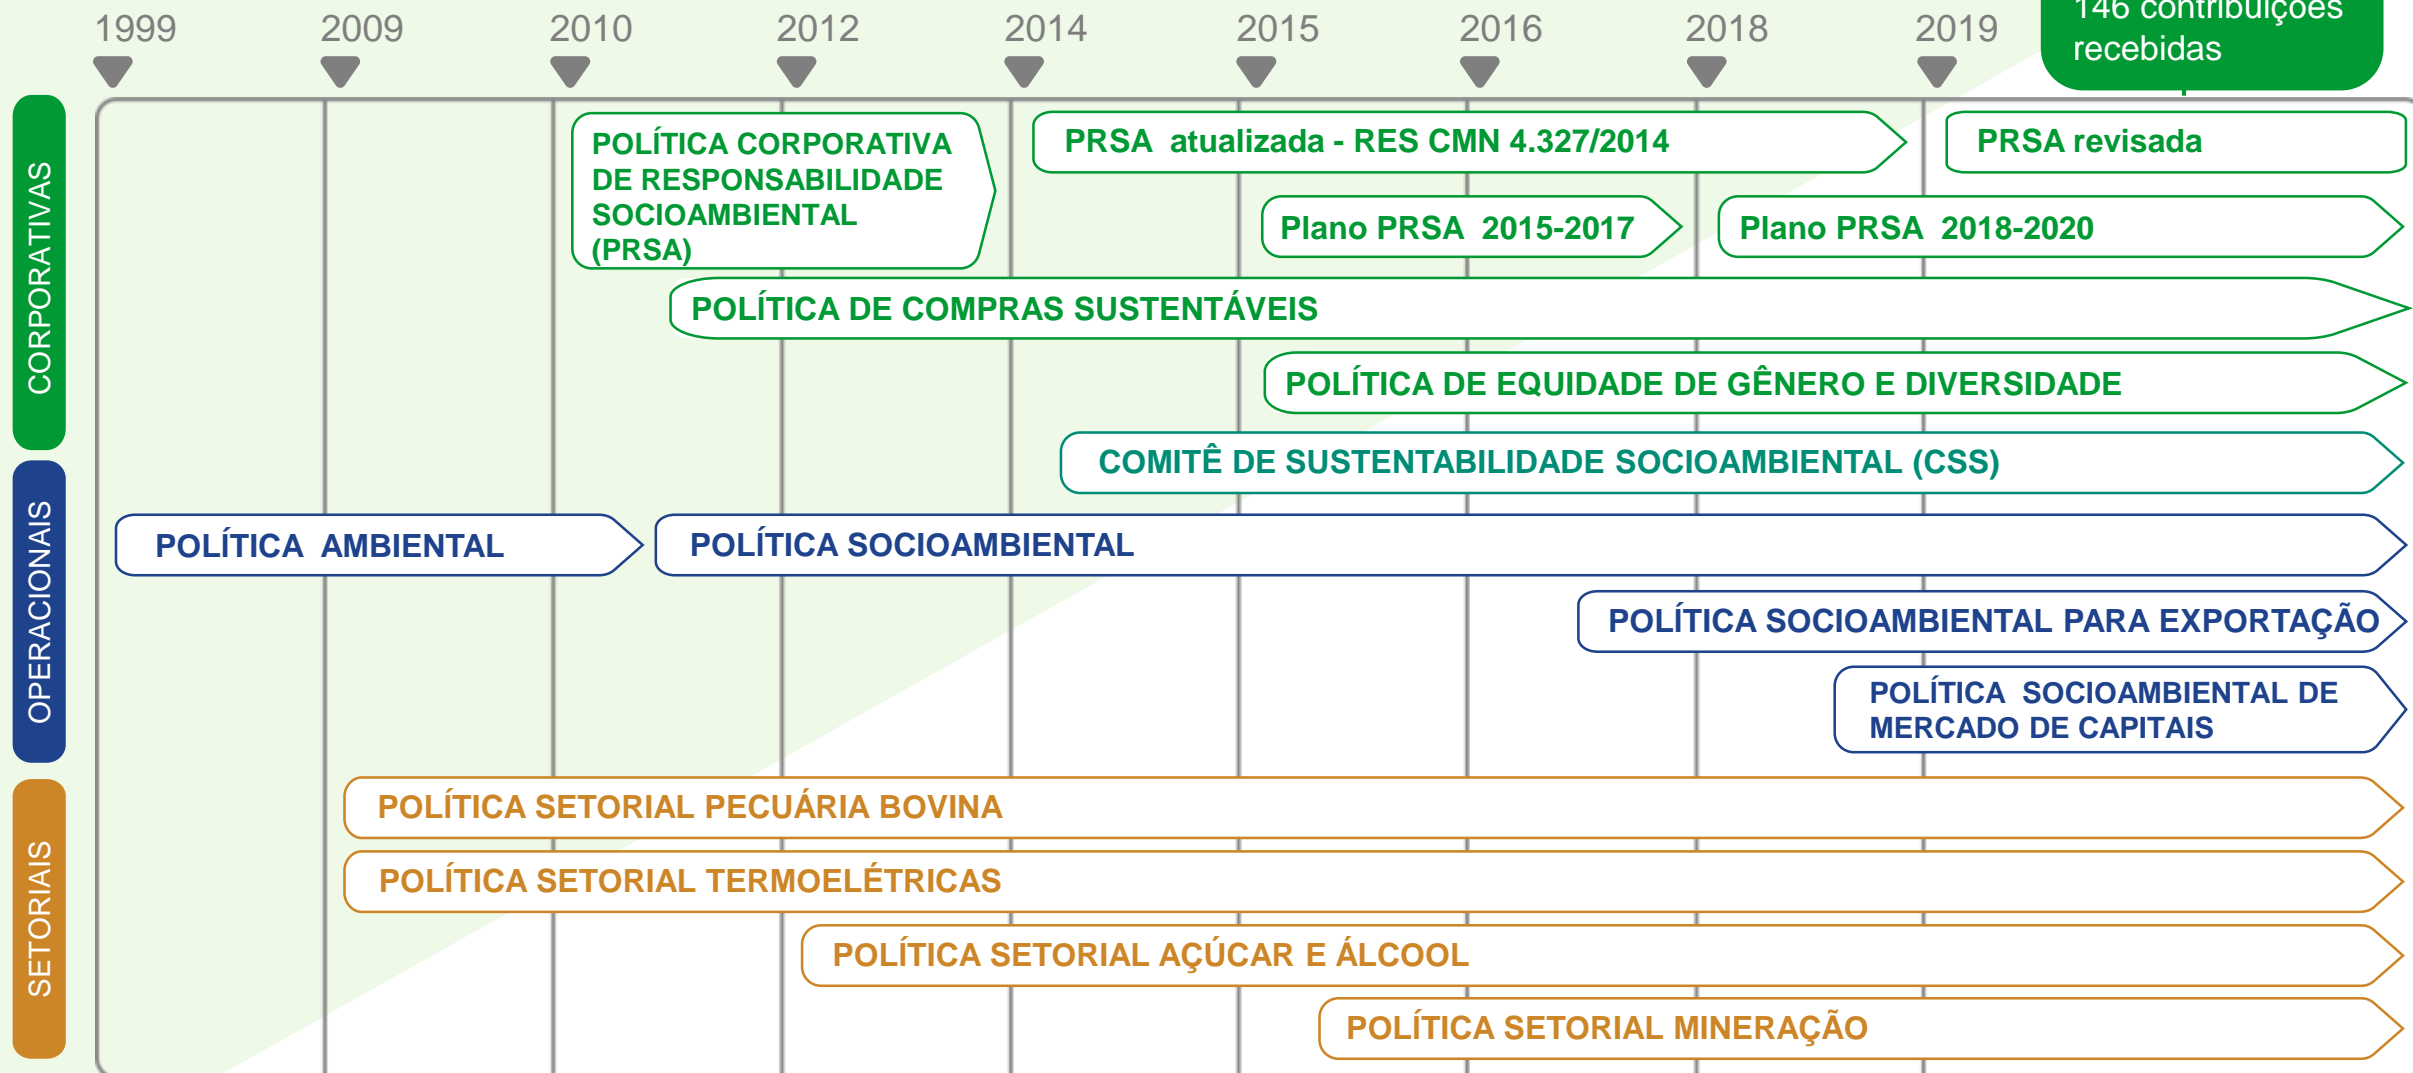 1999
2009
2010
2012
2014
2015
2016
2018
2019
146 contribuições
recebidas
CORPORATIVAS
POLÍTICA CORPORATIVA
DE RESPONSABILIDADE
SOCIOAMBIENTAL
(PRSA)
PRSA atualizada - RES CMN 4.327/2014
PRSA revisada
Plano PRSA 2015-2017
Plano PRSA 2018-2020
POLÍTICA DE COMPRAS SUSTENTÁVEIS
POLÍTICA DE EQUIDADE DE GÊNERO E DIVERSIDADE
COMITÊ DE SUSTENTABILIDADE SOCIOAMBIENTAL (CSS)
OPERACIONAIS
POLÍTICA AMBIENTAL
POLÍTICA SOCIOAMBIENTAL
POLÍTICA SOCIOAMBIENTAL PARA EXPORTAÇÃO
POLÍTICA SOCIOAMBIENTAL DE
MERCADO DE CAPITAIS
SETORIAIS
POLÍTICA SETORIAL PECUÁRIA BOVINA
POLÍTICA SETORIAL TERMOELÉTRICAS
POLÍTICA SETORIAL AÇÚCAR E ÁLCOOL
POLÍTICA SETORIAL MINERAÇÃO